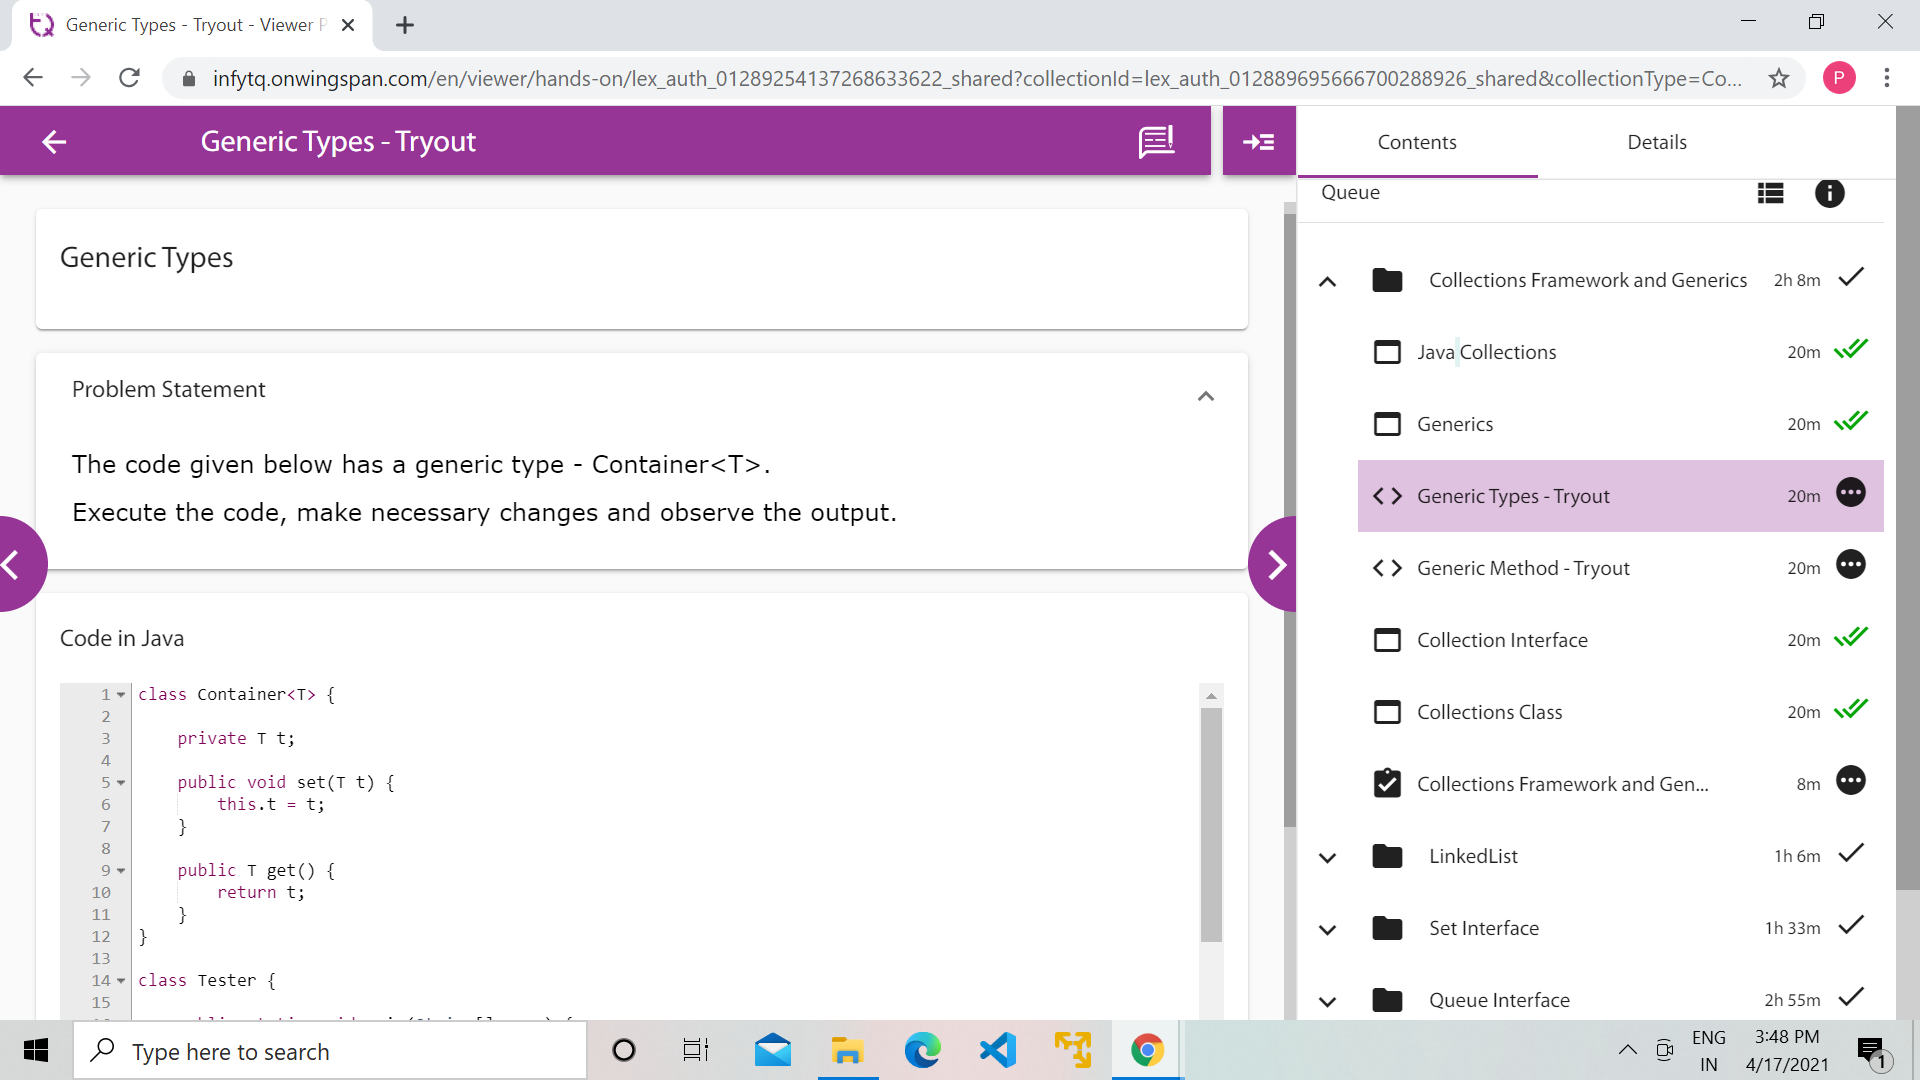 Generic Types - Tryout - Viewer P
infytq.onwingspan.com/en/viewer/hands-on/lex_auth_01289254137268633622_shared?collectionId=lex_auth_012889695666700288926_shared&collectionType=Co...
P
Generic Types - Tryout
Contents
Details
Queue
Generic Types
Problem Statement
The code given below has a generic type - Container<T>.
Execute the code, make necessary changes and observe the output.
Code in Java
1 class Container<T> {
2
3 private T t;
4
5 public void set(T t) {
6 this.t = t;
7 }
8
9 public T get() {
10 return t;
11 }
12 }
13
14 class Tester {
15
Collections Framework and Generics 2h 8m
Java Collections 20m
Generics 20m
Generic Types - Tryout 20m
Generic Method - Tryout 20m
Collection Interface 20m
Collections Class 20m
Collections Framework and Gen... 8m
LinkedList 1h 6m
Set Interface 1h 33m
Queue Interface 2h 55m
Type here to search
ENG
IN
3:48 PM
4/17/2021
1